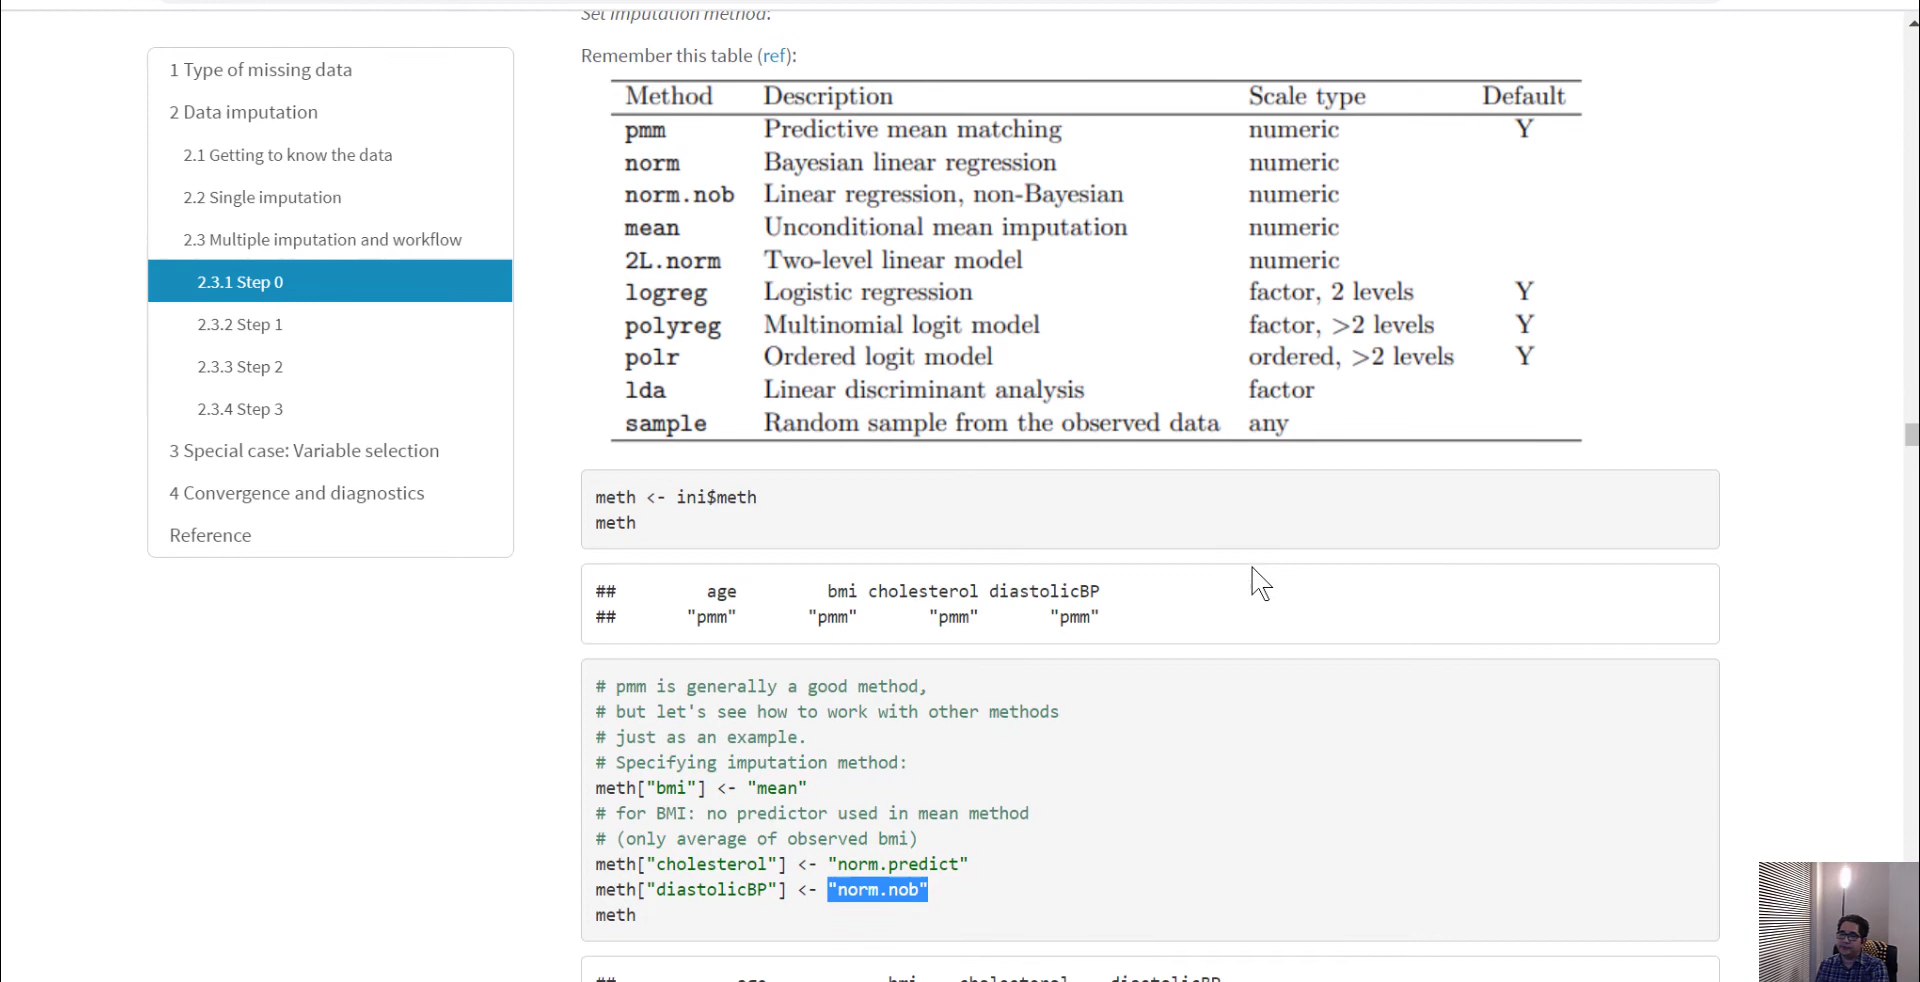 Set imputation method:
Remember this table (ref):
1 Type of missing data
2 Data imputation
2.1 Getting to know the data
2.2 Single imputation
2.3 Multiple imputation and workflow
2.3.1 Step 0
2.3.2 Step 1
2.3.3 Step 2
2.3.4 Step 3
3 Special case: Variable selection
4 Convergence and diagnostics
Reference
Method Description Scale type Default
pmm Predictive mean matching numeric Y
norm Bayesian linear regression numeric
norm.nob Linear regression, non-Bayesian numeric
mean Unconditional mean imputation numeric
2L.norm Two-level linear model numeric
logreg Logistic regression factor, 2 levels Y
polyreg Multinomial logit model factor, >2 levels Y
polr Ordered logit model ordered, >2 levels Y
lda Linear discriminant analysis factor
sample Random sample from the observed data any
meth <- ini$meth
meth
## age bmi cholesterol diastolicBP
## "pmm" "pmm" "pmm" "pmm"
# pmm is generally a good method,
# but let's see how to work with other methods
# just as an example.
# Specifying imputation method:
meth["bmi"] <- "mean"
# for BMI: no predictor used in mean method
# (only average of observed bmi)
meth["cholesterol"] <- "norm.predict"
meth["diastolicBP"] <- "norm.nob"
meth
## age bmi cholesterol diastolicBP